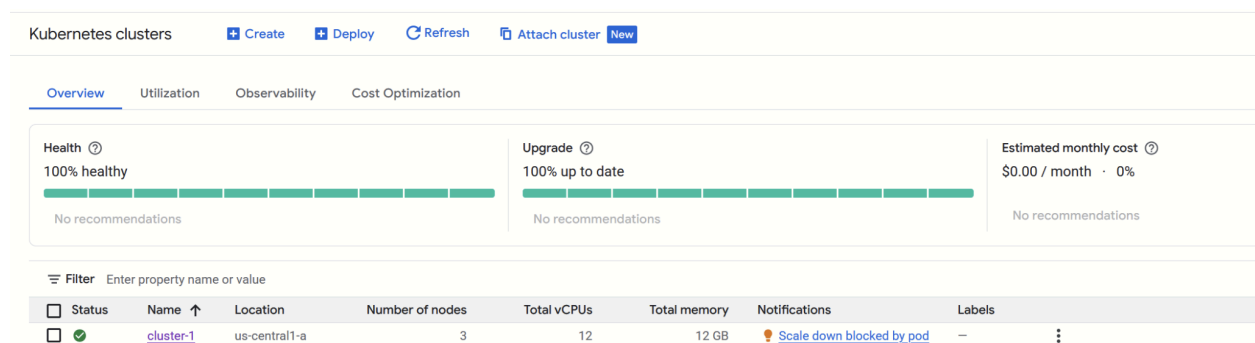 Kubernetes clusters Create Deploy Refresh Attach cluster New
Overview Utilization Observability Cost Optimization
Health Upgrade Estimated monthly cost
100% healthy 100% up to date $0.00 / month · 0%
No recommendations No recommendations No recommendations
Filter Enter property name or value
Status Name ↑ Location Number of nodes Total vCPUs Total memory Notifications Labels
cluster-1 us-central1-a 3 12 12 GB Scale down blocked by pod –